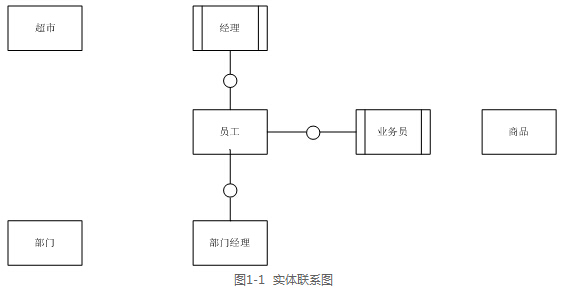 超市
经理
员工
业务员
商品
部门
部门经理
图1-1 实体联系图